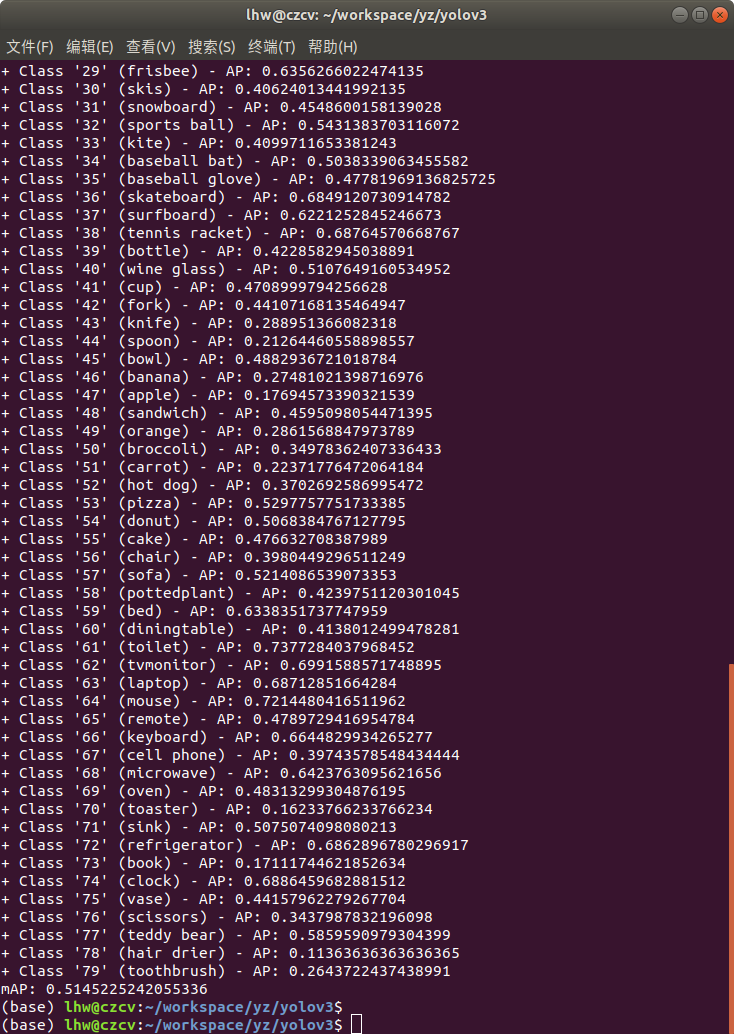 lhw@czcv: ~/workspace/yz/yolov3
文件(F) 编辑(E) 查看(V) 搜索(S) 终端(T) 帮助(H)
+ Class '29' (frisbee) - AP: 0.6356266022474135
+ Class '30' (skis) - AP: 0.40624013441992135
+ Class '31' (snowboard) - AP: 0.4548600158139028
+ Class '32' (sports ball) - AP: 0.5431383703116072
+ Class '33' (kite) - AP: 0.4099711653381243
+ Class '34' (baseball bat) - AP: 0.5038339063455582
+ Class '35' (baseball glove) - AP: 0.47781969136825725
+ Class '36' (skateboard) - AP: 0.6849120730914782
+ Class '37' (surfboard) - AP: 0.6221252845246673
+ Class '38' (tennis racket) - AP: 0.68764570668767
+ Class '39' (bottle) - AP: 0.4228582945038891
+ Class '40' (wine glass) - AP: 0.5107649160534952
+ Class '41' (cup) - AP: 0.4708999794256628
+ Class '42' (fork) - AP: 0.44107168135464947
+ Class '43' (knife) - AP: 0.288951366082318
+ Class '44' (spoon) - AP: 0.21264460558898557
+ Class '45' (bowl) - AP: 0.4882936721018784
+ Class '46' (banana) - AP: 0.27481021398716976
+ Class '47' (apple) - AP: 0.17694573390321539
+ Class '48' (sandwich) - AP: 0.4595098054471395
+ Class '49' (orange) - AP: 0.2861568847973789
+ Class '50' (broccoli) - AP: 0.34978362407336433
+ Class '51' (carrot) - AP: 0.22371776472064184
+ Class '52' (hot dog) - AP: 0.3702692586995472
+ Class '53' (pizza) - AP: 0.5297757751733385
+ Class '54' (donut) - AP: 0.5068384767127795
+ Class '55' (cake) - AP: 0.476632708387989
+ Class '56' (chair) - AP: 0.3980449296511249
+ Class '57' (sofa) - AP: 0.5214086539073353
+ Class '58' (pottedplant) - AP: 0.4239751120301045
+ Class '59' (bed) - AP: 0.6338351737747959
+ Class '60' (diningtable) - AP: 0.4138012499478281
+ Class '61' (toilet) - AP: 0.7377284037968452
+ Class '62' (tvmonitor) - AP: 0.6991588571748895
+ Class '63' (laptop) - AP: 0.68712851664284
+ Class '64' (mouse) - AP: 0.7214480416511962
+ Class '65' (remote) - AP: 0.4789729416954784
+ Class '66' (keyboard) - AP: 0.6644829934265277
+ Class '67' (cell phone) - AP: 0.39743578548434444
+ Class '68' (microwave) - AP: 0.6423763095621656
+ Class '69' (oven) - AP: 0.48313299304876195
+ Class '70' (toaster) - AP: 0.16233766233766234
+ Class '71' (sink) - AP: 0.5075074098080213
+ Class '72' (refrigerator) - AP: 0.6862896780296917
+ Class '73' (book) - AP: 0.17111744621852634
+ Class '74' (clock) - AP: 0.6886459682881512
+ Class '75' (vase) - AP: 0.44157962279267704
+ Class '76' (scissors) - AP: 0.3437987832196098
+ Class '77' (teddy bear) - AP: 0.5859590979304399
+ Class '78' (hair drier) - AP: 0.11363636363636365
+ Class '79' (toothbrush) - AP: 0.2643722437438991
mAP: 0.5145225242055336
(base) lhw@czcv:~/workspace/yz/yolov3$
(base) lhw@czcv:~/workspace/yz/yolov3$